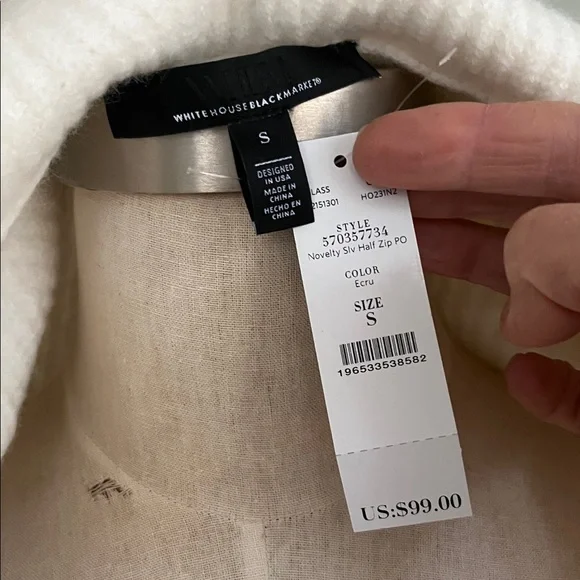 WHITE HOUSE BLACK MARKET®
S
DESIGNED
IN USA
MADE IN
CHINA
HECHO EN
CHINA
LASS
2151301
HO231N2
STYLE
570357734
Novelty Slv Half Zip PO
COLOR
Ecru
SIZE
S
196533538582
US:$99.00